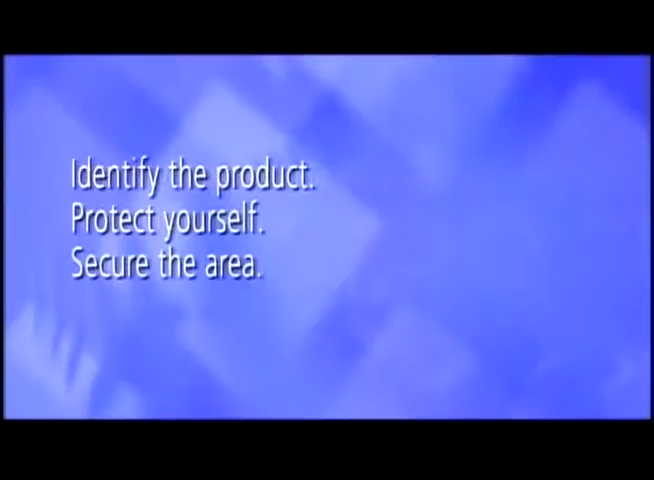 Identify the product.
Protect yourself.
Secure the area.